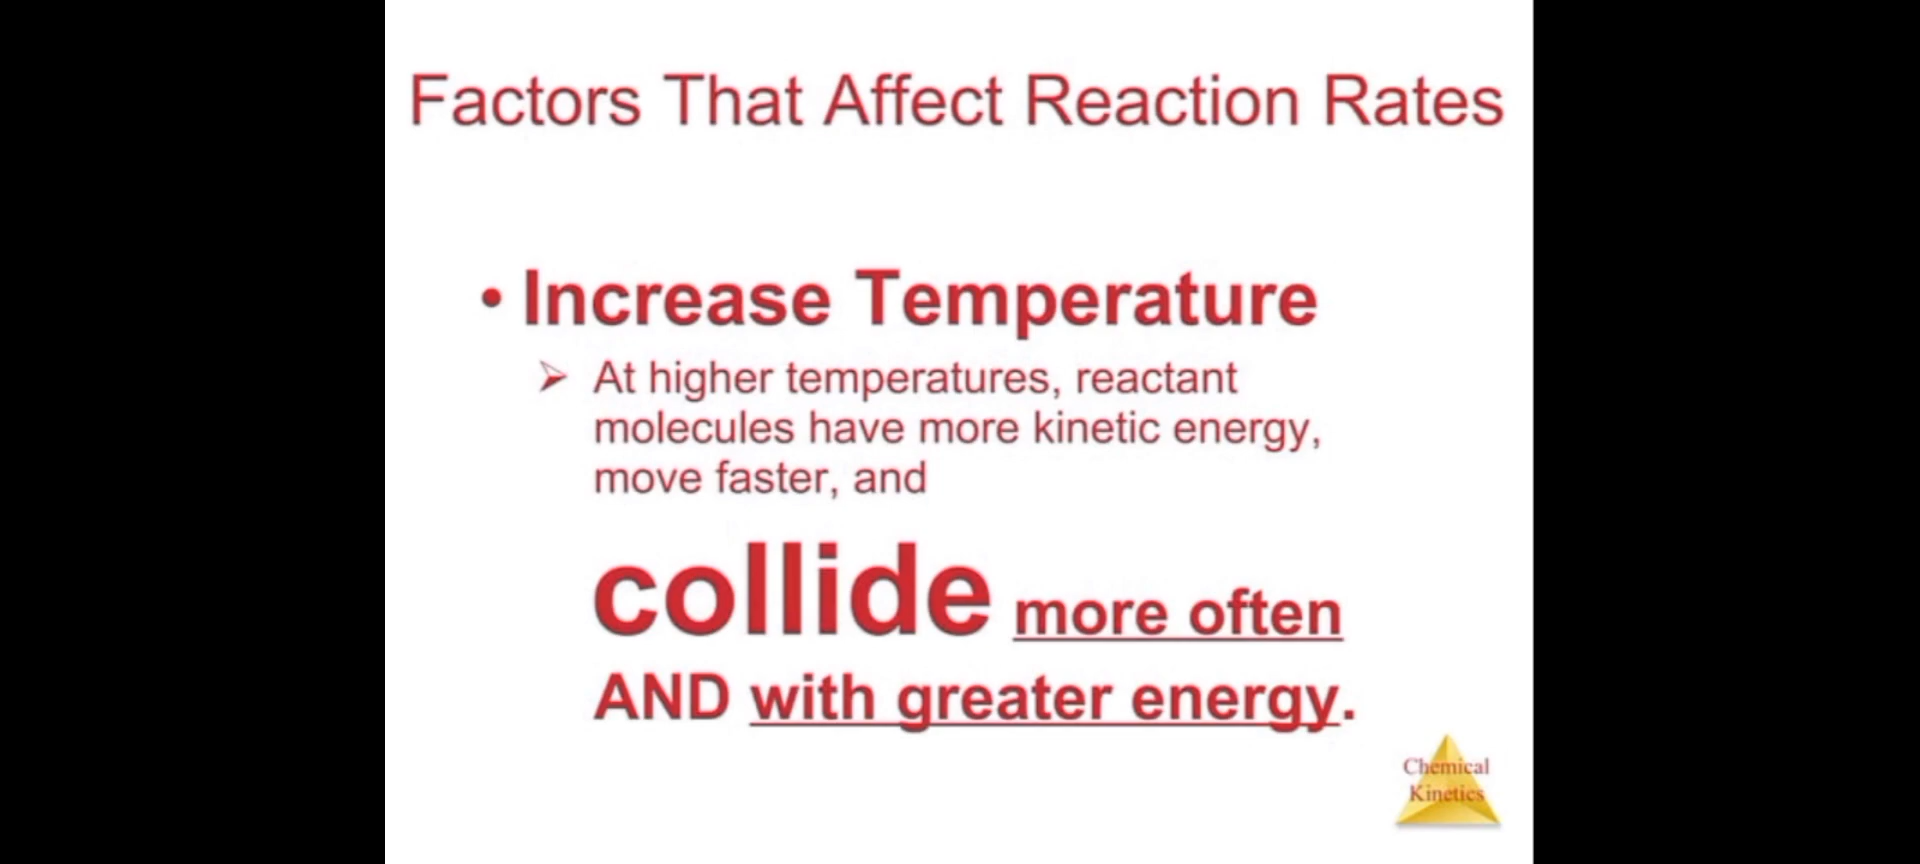 Factors That Affect Reaction Rates
• Increase Temperature
➢ At higher temperatures, reactant
molecules have more kinetic energy,
move faster, and
collide more often
AND with greater energy.
Chemical
Kinetics